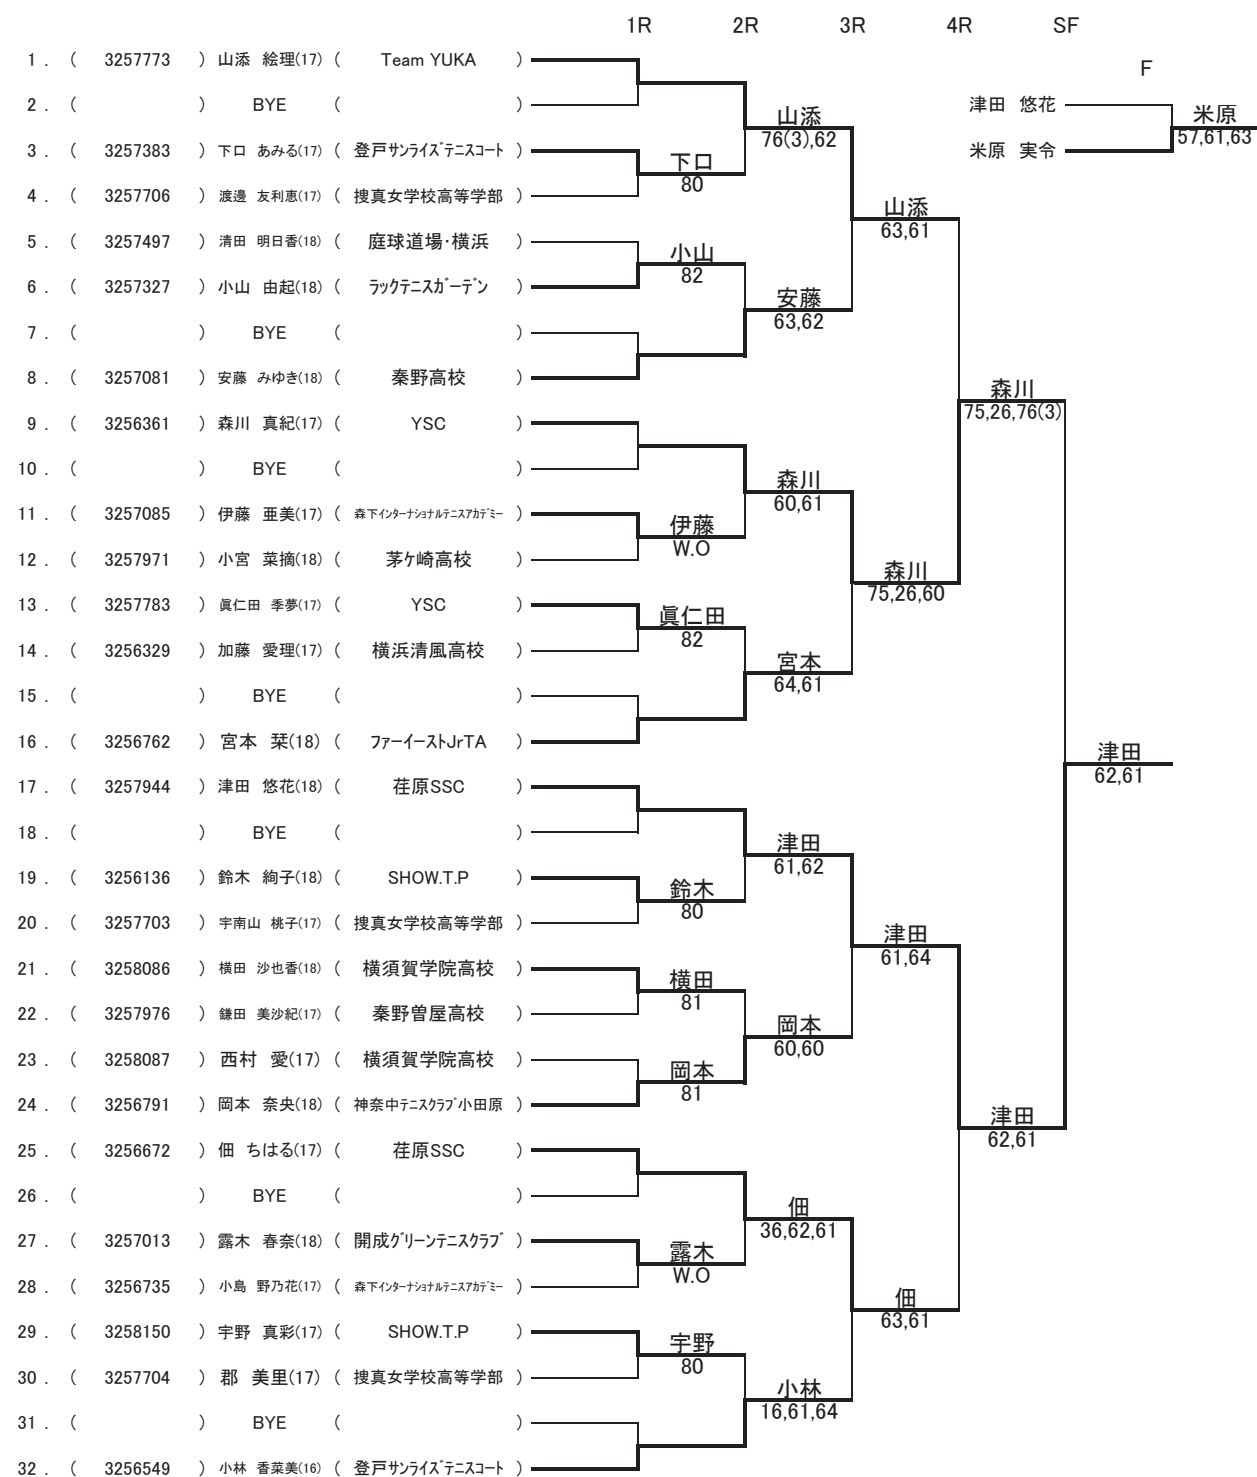 1R 2R 3R 4R SF
F
1 . ( 3257773 ) 山添 絵理(17) ( Team YUKA )
2 . ( ) BYE ( )
津田 悠花
米原
57,61,63
米原 実令
山添
76(3),62
3 . ( 3257383 ) 下口 あみる(17) ( 登戸サンライズテニスコート )
下口
80
4 . ( 3257706 ) 渡邊 友利恵(17) ( 捜真女学校高等学部 )
山添
63,61
5 . ( 3257497 ) 清田 明日香(18) ( 庭球道場・横浜 )
小山
82
6 . ( 3257327 ) 小山 由起(18) ( ラックテニスガーデン )
安藤
63,62
7 . ( ) BYE ( )
8 . ( 3257081 ) 安藤 みゆき(18) ( 秦野高校 )
森川
75,26,76(3)
9 . ( 3256361 ) 森川 真紀(17) ( YSC )
10 . ( ) BYE ( )
森川
60,61
11 . ( 3257085 ) 伊藤 亜美(17) ( 森下インターナショナルテニスアカデミー )
伊藤
W.O
12 . ( 3257971 ) 小宮 菜摘(18) ( 茅ケ崎高校 )
森川
75,26,60
13 . ( 3257783 ) 眞仁田 季夢(17) ( YSC )
眞仁田
82
14 . ( 3256329 ) 加藤 愛理(17) ( 横浜清風高校 )
宮本
64,61
15 . ( ) BYE ( )
16 . ( 3256762 ) 宮本 栞(18) ( ファーイーストJrTA )
津田
62,61
17 . ( 3257944 ) 津田 悠花(18) ( 荏原SSC )
18 . ( ) BYE ( )
津田
61,62
19 . ( 3256136 ) 鈴木 絢子(18) ( SHOW.T.P )
鈴木
80
20 . ( 3257703 ) 宇南山 桃子(17) ( 捜真女学校高等学部 )
津田
61,64
21 . ( 3258086 ) 横田 沙也香(18) ( 横須賀学院高校 )
横田
81
22 . ( 3257976 ) 鎌田 美沙紀(17) ( 秦野曽屋高校 )
岡本
60,60
23 . ( 3258087 ) 西村 愛(17) ( 横須賀学院高校 )
岡本
81
24 . ( 3256791 ) 岡本 奈央(18) ( 神奈中テニスクラブ小田原 )
津田
62,61
25 . ( 3256672 ) 佃 ちはる(17) ( 荏原SSC )
26 . ( ) BYE ( )
佃
36,62,61
27 . ( 3257013 ) 露木 春奈(18) ( 開成グリーンテニスクラブ )
露木
W.O
28 . ( 3256735 ) 小島 野乃花(17) ( 森下インターナショナルテニスアカデミー )
佃
63,61
29 . ( 3258150 ) 宇野 真彩(17) ( SHOW.T.P )
宇野
80
30 . ( 3257704 ) 郡 美里(17) ( 捜真女学校高等学部 )
小林
16,61,64
31 . ( ) BYE ( )
32 . ( 3256549 ) 小林 香菜美(16) ( 登戸サンライズテニスコート )